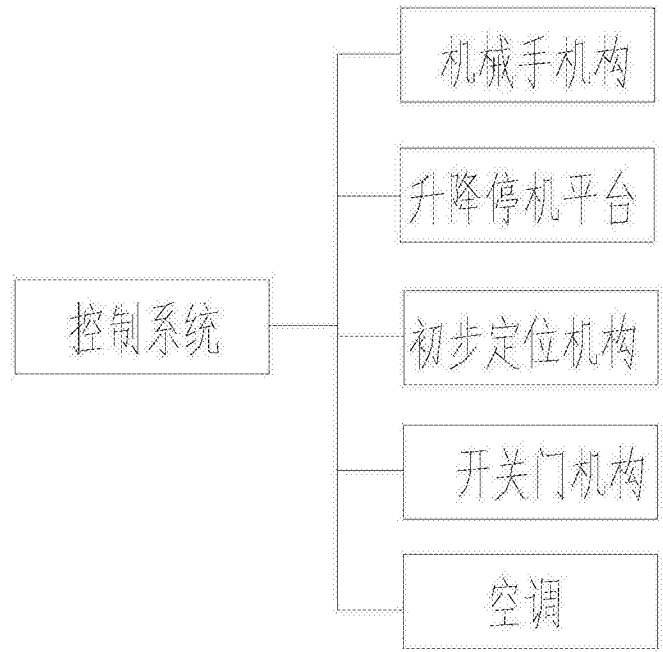 机械手机构
升降停机平台
控制系统
初步定位机构
开关门机构
空调